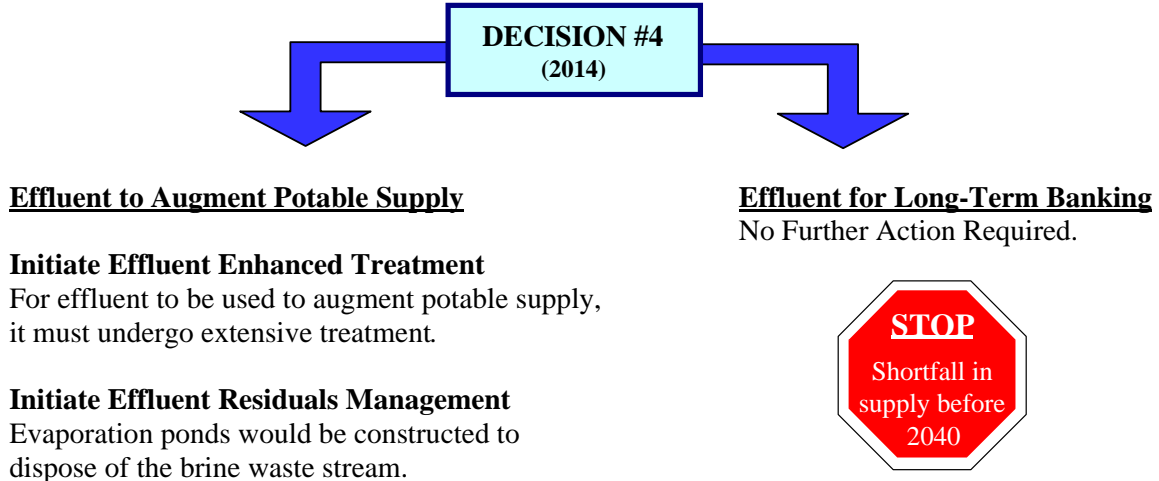 DECISION #4
(2014)
Effluent to Augment Potable Supply
Initiate Effluent Enhanced Treatment
For effluent to be used to augment potable supply,
it must undergo extensive treatment.
Initiate Effluent Residuals Management
Evaporation ponds would be constructed to
dispose of the brine waste stream.
Effluent for Long-Term Banking
No Further Action Required.
STOP
Shortfall in
supply before
2040